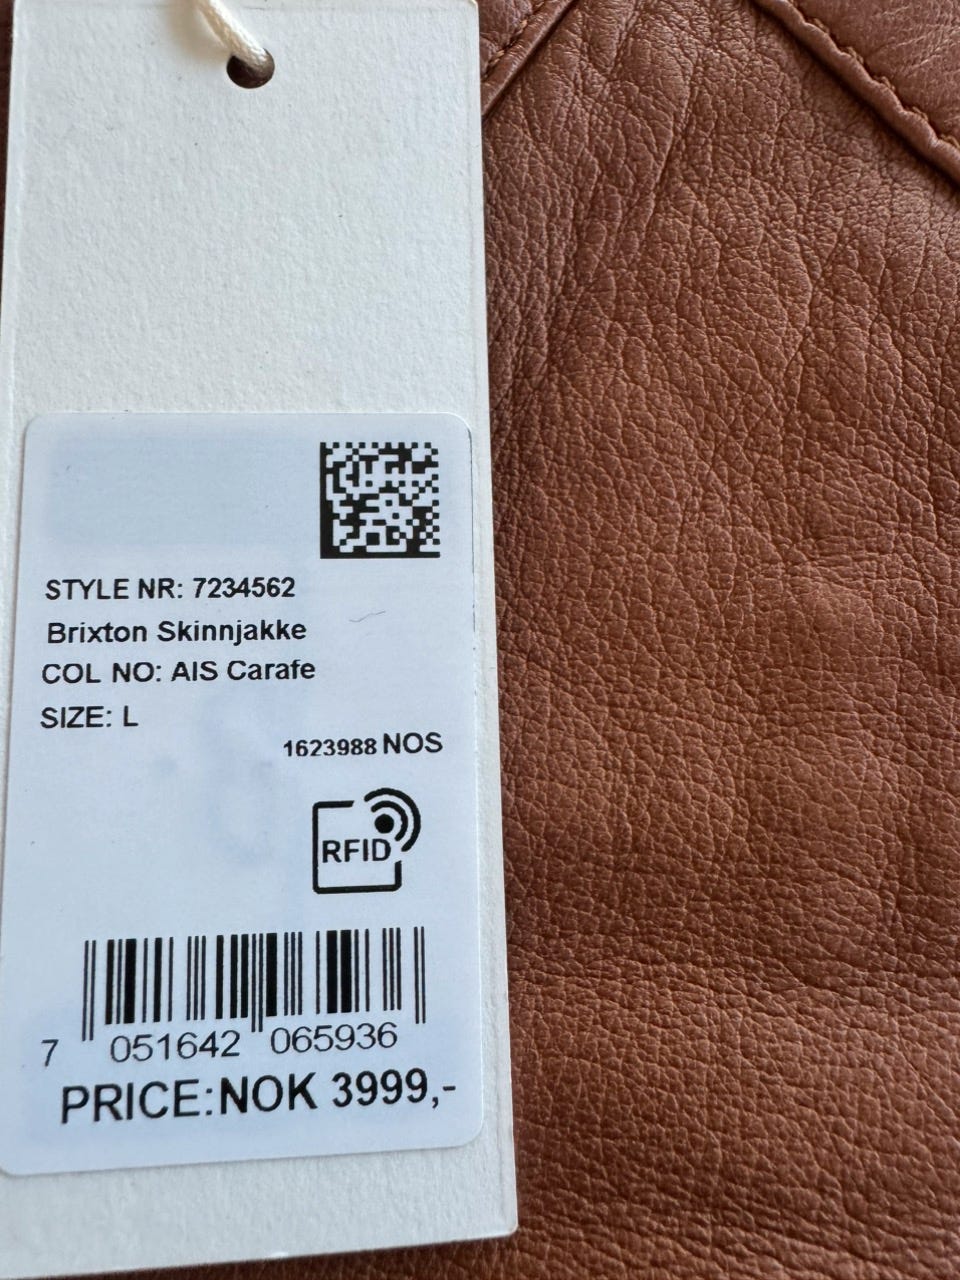 STYLE NR: 7234562
Brixton Skinnjakke
COL NO: AIS Carafe
SIZE: L
1623988 NOS
RFID
7 051642 065936
PRICE:NOK 3999,-